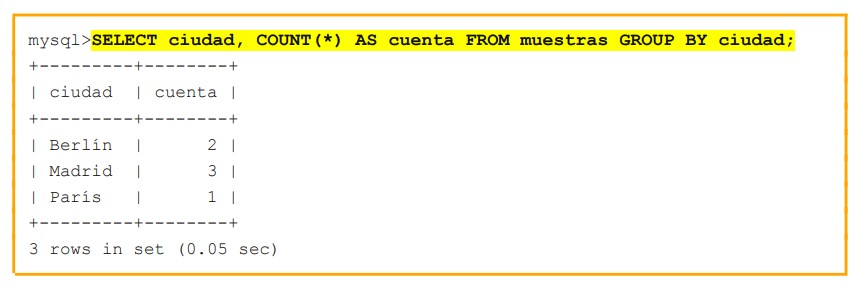 mysql>SELECT ciudad, COUNT(*) AS cuenta FROM muestras GROUP BY ciudad;
+---------+--------+
| ciudad  | cuenta |
+---------+--------+
| Berlín  |      2 |
| Madrid  |      3 |
| París   |      1 |
+---------+--------+
3 rows in set (0.05 sec)